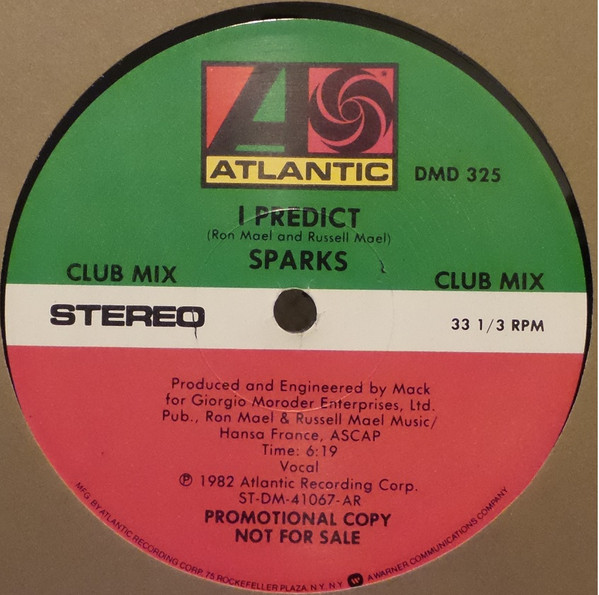 ATLANTIC
DMD 325
I PREDICT
(Ron Mael and Russell Mael)
SPARKS
CLUB MIX
CLUB MIX
STEREO
33 1/3 RPM
Produced and Engineered by Mack
for Giorgio Moroder Enterprises, Ltd.
Pub., Ron Mael & Russell Mael Music/
Hansa France, ASCAP
Time: 6:19
Vocal
℗ 1982 Atlantic Recording Corp.
ST-DM-41067-AR
PROMOTIONAL COPY
NOT FOR SALE
MFG. BY ATLANTIC RECORDING CORP. 75 ROCKEFELLER PLAZA, N.Y. N.Y. A WARNER COMMUNICATIONS COMPANY